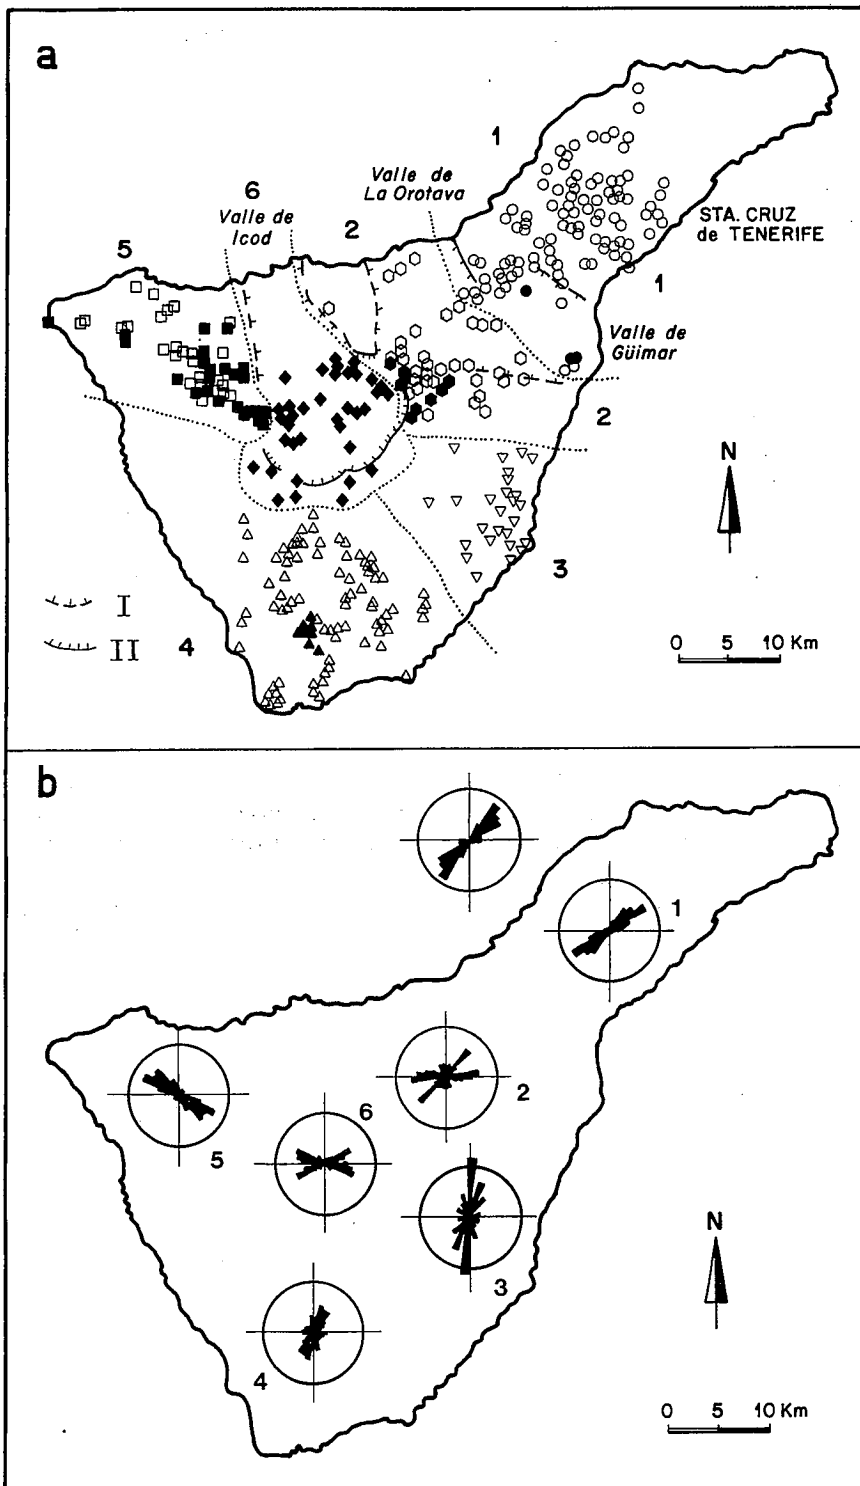 a
1
Valle de
La Orotava
6
Valle de
Icod
2
5
STA. CRUZ
de TENERIFE
1
Valle de
Güimar
2
N
3
I
II
4
0 5 10 Km
b
1
2
6
5
3
N
4
0 5 10 Km